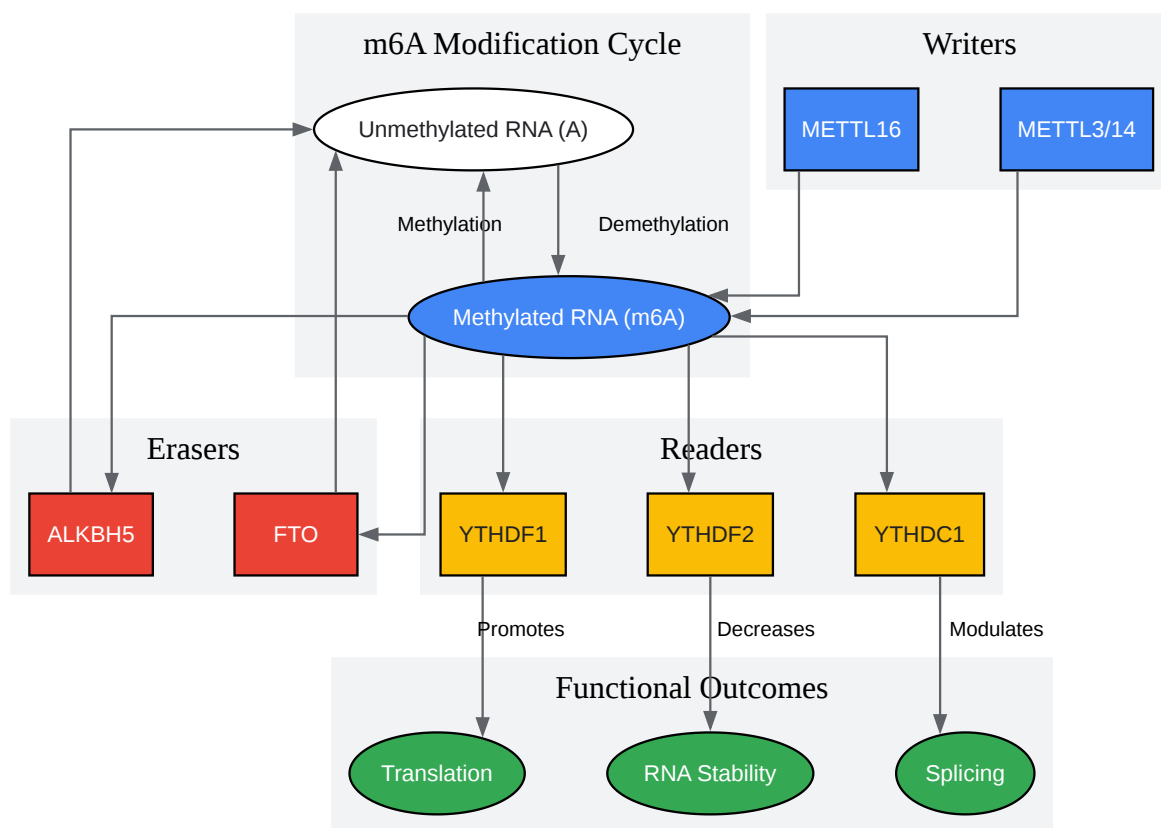 m6A Modification Cycle
Writers
Unmethylated RNA (A)
METTL16
METTL3/14
Methylation
Demethylation
Methylated RNA (m6A)
Erasers
Readers
ALKBH5
FTO
YTHDF1
YTHDF2
YTHDC1
Promotes
Decreases
Modulates
Functional Outcomes
Translation
RNA Stability
Splicing